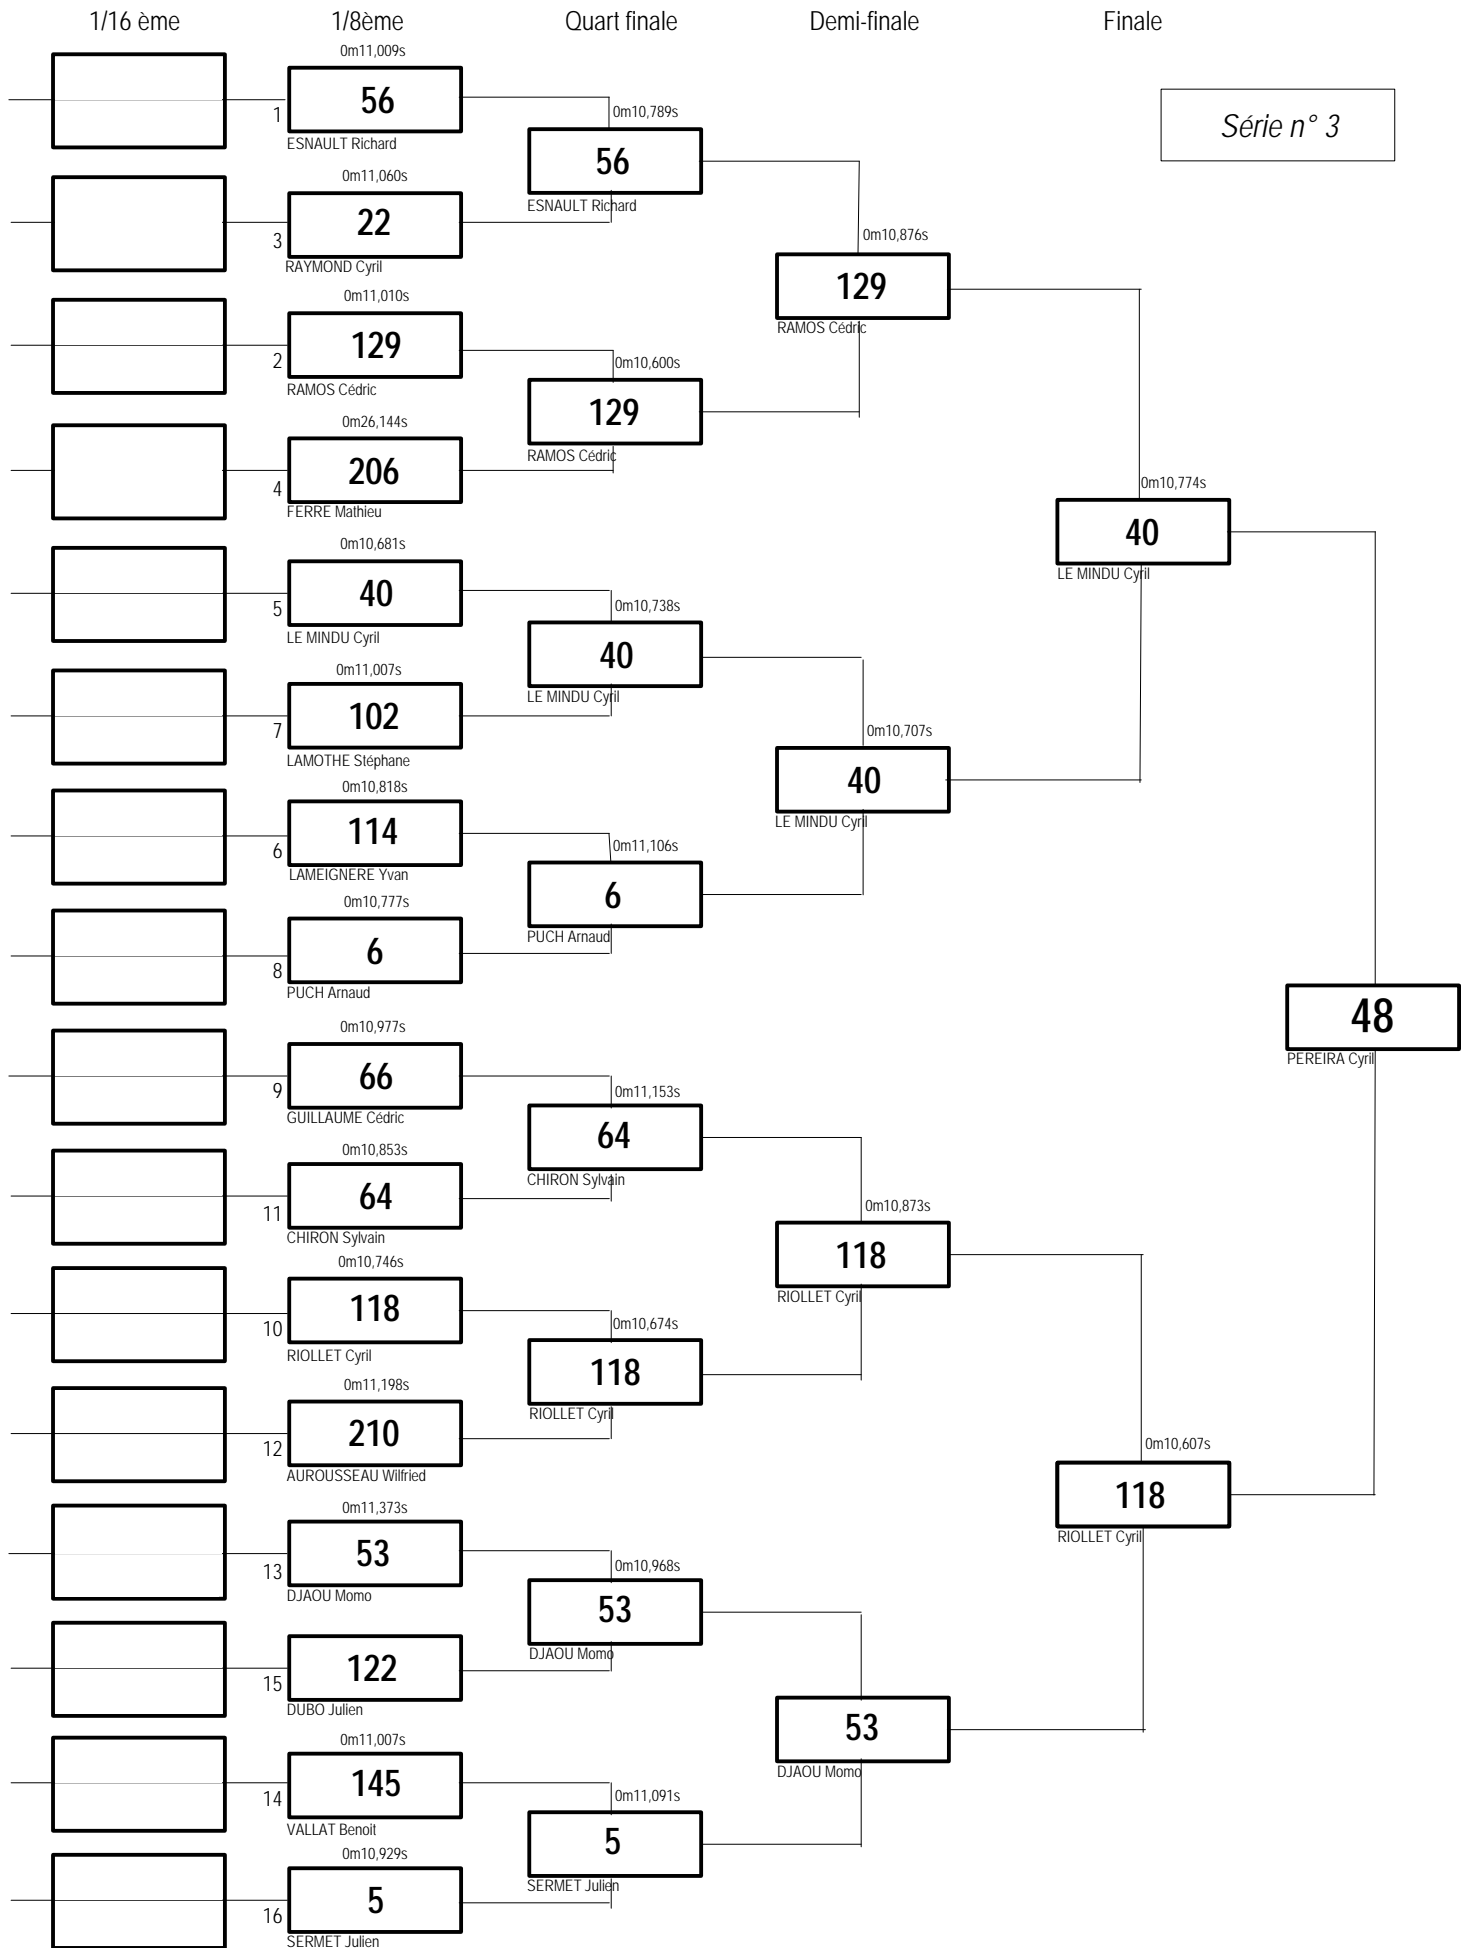 1/16 ème
1/8ème
Quart finale
Demi-finale
Finale
Série n° 3
0m11,009s
1
56
ESNAULT Richard
0m11,060s
3
22
RAYMOND Cyril
0m11,010s
2
129
RAMOS Cédric
0m26,144s
4
206
FERRE Mathieu
0m10,681s
5
40
LE MINDU Cyril
0m11,007s
7
102
LAMOTHE Stéphane
0m10,818s
6
114
LAMEIGNERE Yvan
0m10,777s
8
6
PUCH Arnaud
0m10,977s
9
66
GUILLAUME Cédric
0m10,853s
11
64
CHIRON Sylvain
0m10,746s
10
118
RIOLLET Cyril
0m11,198s
12
210
AUROUSSEAU Wilfried
0m11,373s
13
53
DJAOU Momo
15
122
DUBO Julien
0m11,007s
14
145
VALLAT Benoit
0m10,929s
16
5
SERMET Julien
0m10,789s
56
ESNAULT Richard
0m10,600s
129
RAMOS Cédric
0m10,738s
40
LE MINDU Cyril
0m11,106s
6
PUCH Arnaud
0m11,153s
64
CHIRON Sylvain
0m10,674s
118
RIOLLET Cyril
0m10,968s
53
DJAOU Momo
0m11,091s
5
SERMET Julien
0m10,876s
129
RAMOS Cédric
0m10,707s
40
LE MINDU Cyril
0m10,873s
118
RIOLLET Cyril
53
DJAOU Momo
0m10,774s
40
LE MINDU Cyril
0m10,607s
118
RIOLLET Cyril
48
PEREIRA Cyril